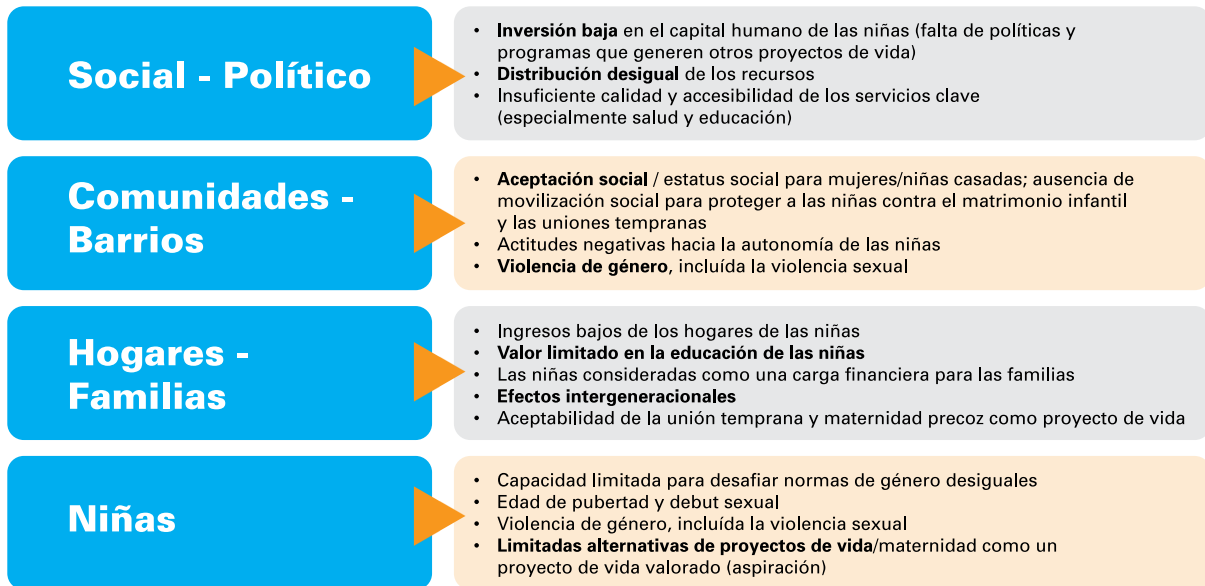 Social - Político
• Inversión baja en el capital humano de las niñas (falta de políticas y
programas que generen otros proyectos de vida)
• Distribución desigual de los recursos
• Insuficiente calidad y accesibilidad de los servicios clave
(especialmente salud y educación)
Comunidades -
Barrios
• Aceptación social / estatus social para mujeres/niñas casadas; ausencia de
movilización social para proteger a las niñas contra el matrimonio infantil
y las uniones tempranas
• Actitudes negativas hacia la autonomía de las niñas
• Violencia de género, incluída la violencia sexual
Hogares -
Familias
• Ingresos bajos de los hogares de las niñas
• Valor limitado en la educación de las niñas
• Las niñas consideradas como una carga financiera para las familias
• Efectos intergeneracionales
• Aceptabilidad de la unión temprana y maternidad precoz como proyecto de vida
Niñas
• Capacidad limitada para desafiar normas de género desiguales
• Edad de pubertad y debut sexual
• Violencia de género, incluída la violencia sexual
• Limitadas alternativas de proyectos de vida/maternidad como un
proyecto de vida valorado (aspiración)